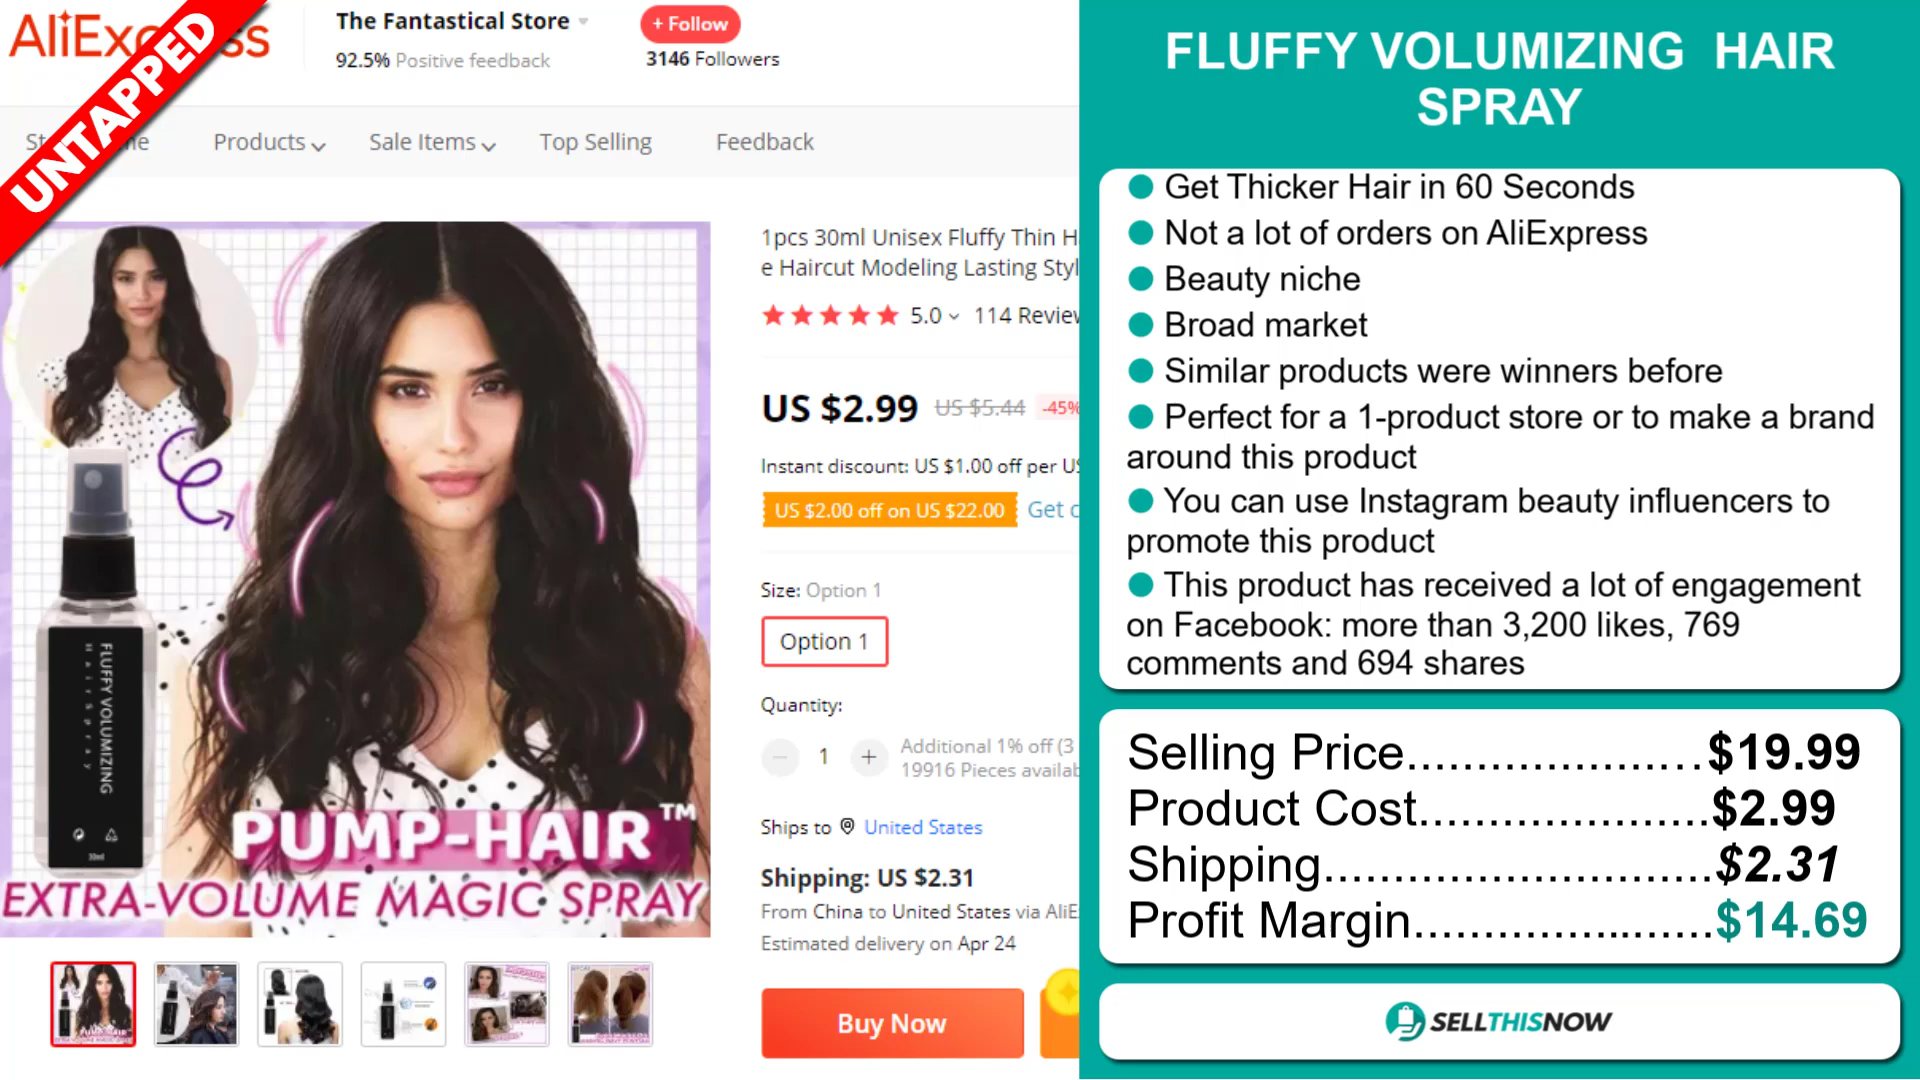 AliEx ss
UNTAPPED
The Fantastical Store
92.5% Positive feedback
+ Follow
3146 Followers
Products
Sale Items
Top Selling
Feedback
1pcs 30ml Unisex Fluffy Thin H
e Haircut Modeling Lasting Styl
5.0 114 Review
US $2.99 US $5.44 -45%
Instant discount: US $1.00 off per US
US $2.00 off on US $22.00 Get c
Size: Option 1
Option 1
Quantity:
1
Additional 1% off (3
19916 Pieces availab
Ships to United States
Shipping: US $2.31
From China to United States via AliE
Estimated delivery on Apr 24
Buy Now
FLUFFY VOLUMIZING
Hair Spray
30ml
PUMP-HAIR™
EXTRA-VOLUME MAGIC SPRAY
FLUFFY VOLUMIZING HAIR
SPRAY
Get Thicker Hair in 60 Seconds
Not a lot of orders on AliExpress
Beauty niche
Broad market
Similar products were winners before
Perfect for a 1-product store or to make a brand
around this product
You can use Instagram beauty influencers to
promote this product
This product has received a lot of engagement
on Facebook: more than 3,200 likes, 769
comments and 694 shares
Selling Price......................$19.99
Product Cost.....................$2.99
Shipping............................$2.31
Profit Margin......................$14.69
SELLTHISNOW